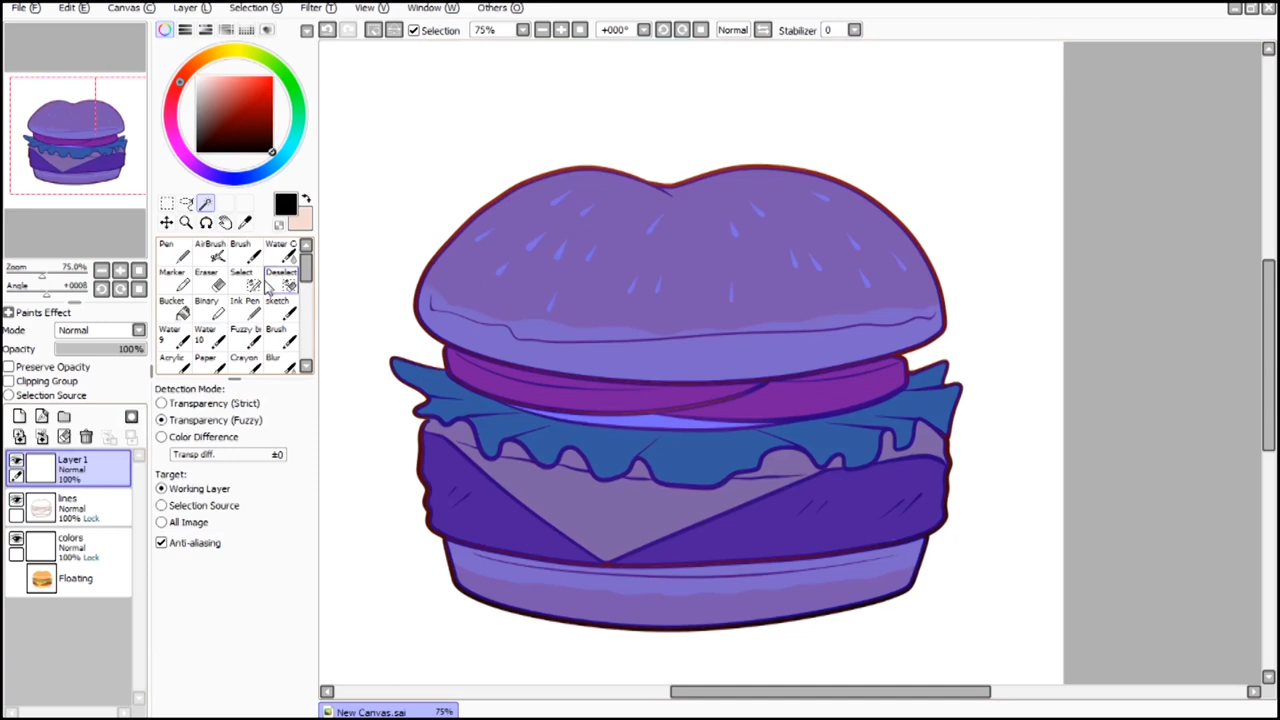 File (F) Edit (E) Canvas (C) Layer (L) Selection (S) Filter (T) View (V) Window (W) Others (O)
Selection 75% +000° Normal Stabilizer 0
Zoom 75.0%
Angle +000ß
Paints Effect
Mode Normal
Opacity 100%
Preserve Opacity
Clipping Group
Selection Source
Layer1
Normal
100%
lines
Normal
100% Lock
colors
Normal
100% Lock
Floating
Pen AirBrush Brush Water C
Marker Eraser Select Deselect
Bucket Binary Ink Pen sketch
Water 9 Water 10 Fuzzy b Brush
Acrylic Paper Crayon Blur
Detection Mode:
Transparency (Strict)
Transparency (Fuzzy)
Color Difference
Transp diff. ±0
Target:
Working Layer
Selection Source
All Image
Anti-aliasing
New Canvas.sai 75%